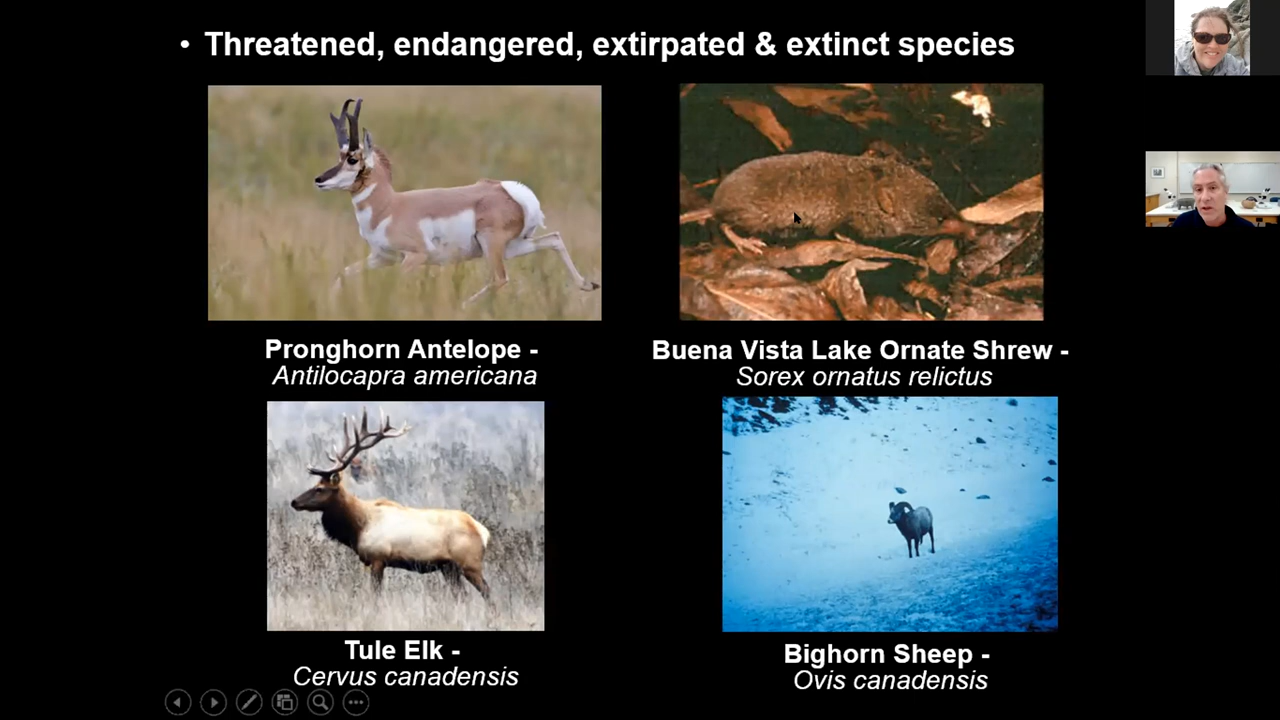 • Threatened, endangered, extirpated & extinct species
Pronghorn Antelope -
Antilocapra americana
Buena Vista Lake Ornate Shrew -
Sorex ornatus relictus
Tule Elk -
Cervus canadensis
Bighorn Sheep -
Ovis canadensis